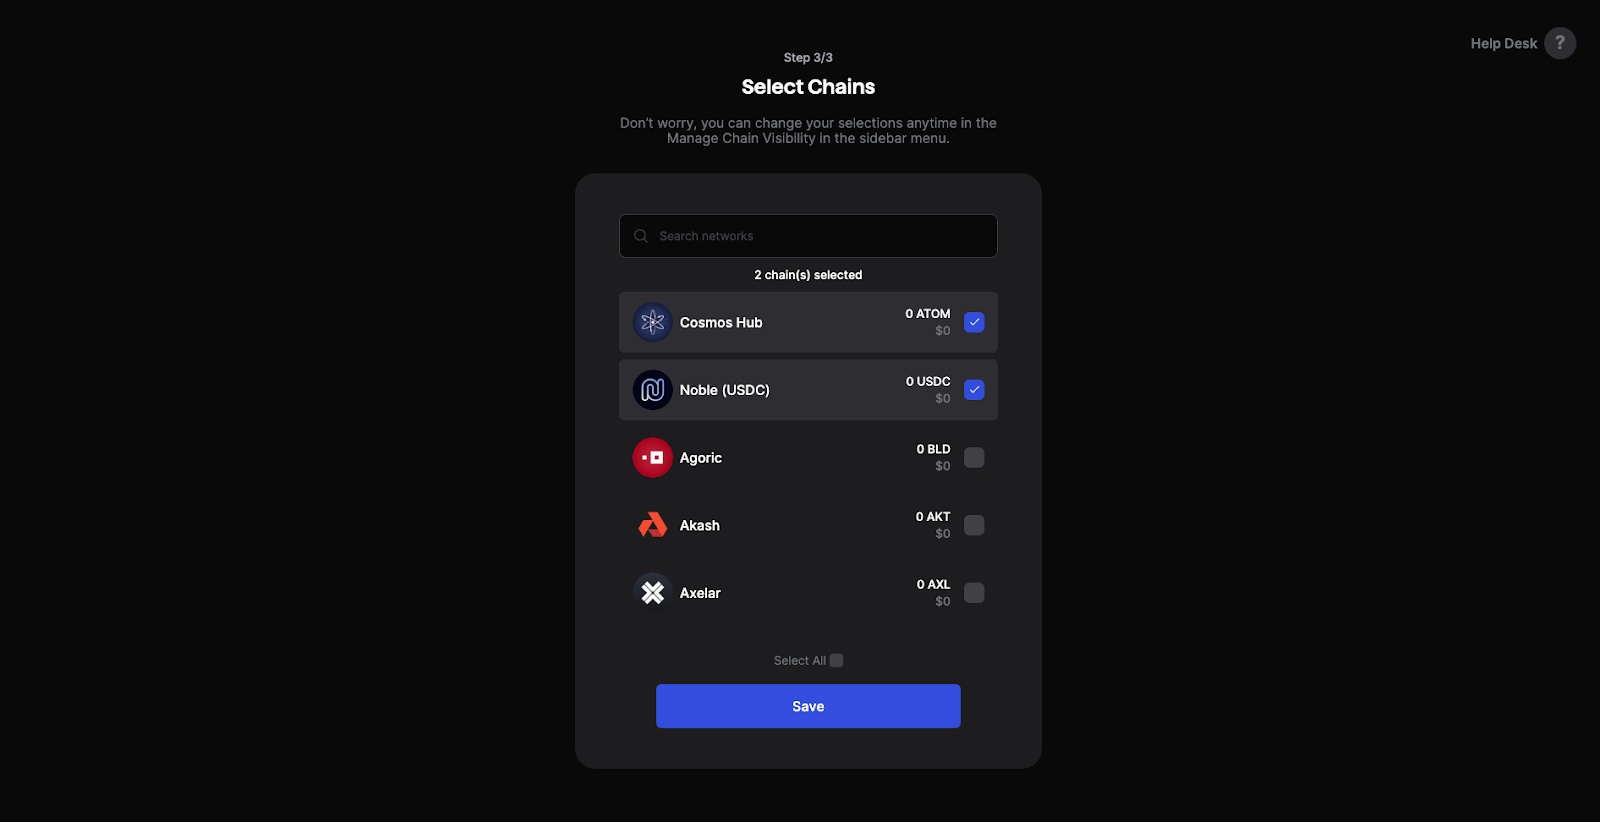 Help Desk ?
Step 3/3
Select Chains
Don't worry, you can change your selections anytime in the
Manage Chain Visibility in the sidebar menu.
Search networks
2 chain(s) selected
Cosmos Hub
0 ATOM
$0
Noble (USDC)
0 USDC
$0
Agoric
0 BLD
$0
Akash
0 AKT
$0
Axelar
0 AXL
$0
Select All
Save